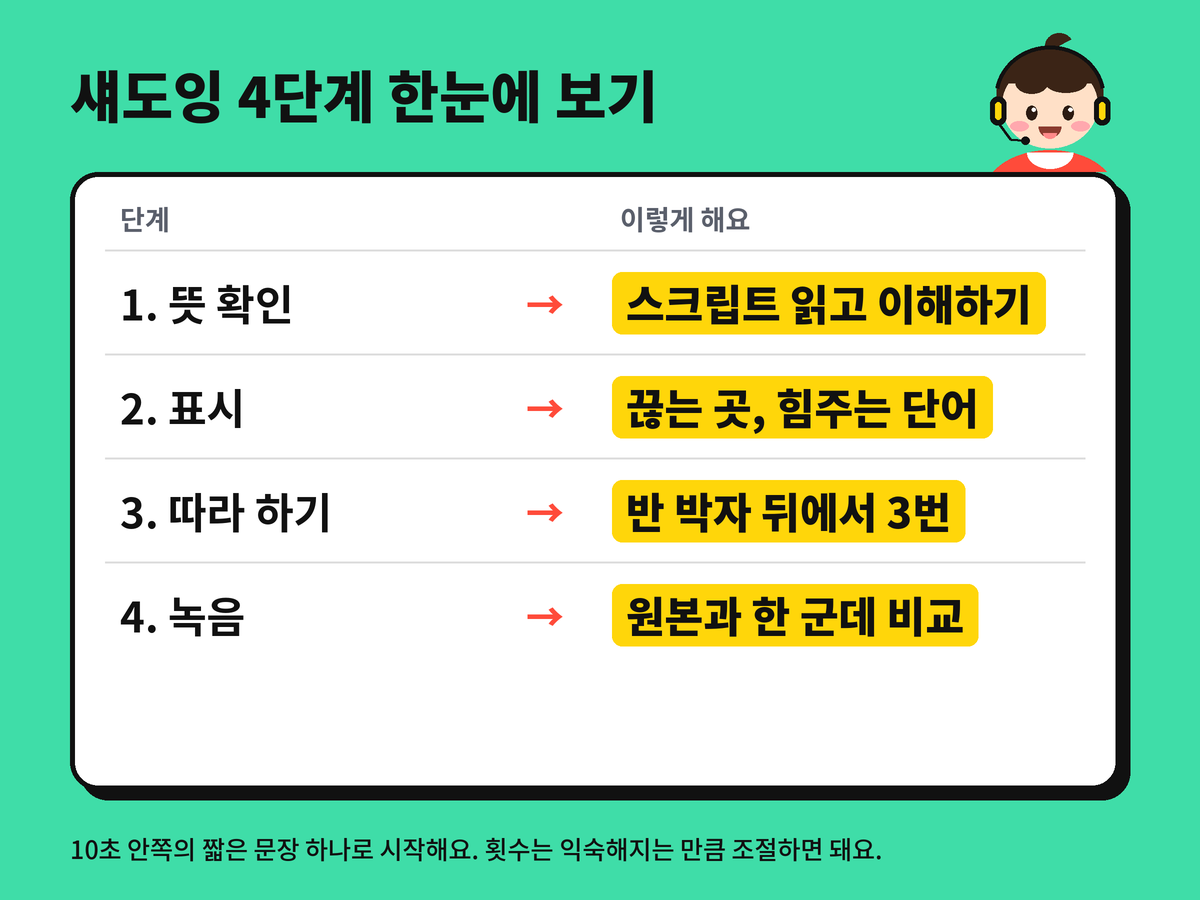 섀도잉 4단계 한눈에 보기
단계 이렇게 해요
1. 뜻 확인 → 스크립트 읽고 이해하기
2. 표시 → 끊는 곳, 힘주는 단어
3. 따라 하기 → 반 박자 뒤에서 3번
4. 녹음 → 원본과 한 군데 비교
10초 안쪽의 짧은 문장 하나로 시작해요. 횟수는 익숙해지는 만큼 조절하면 돼요.